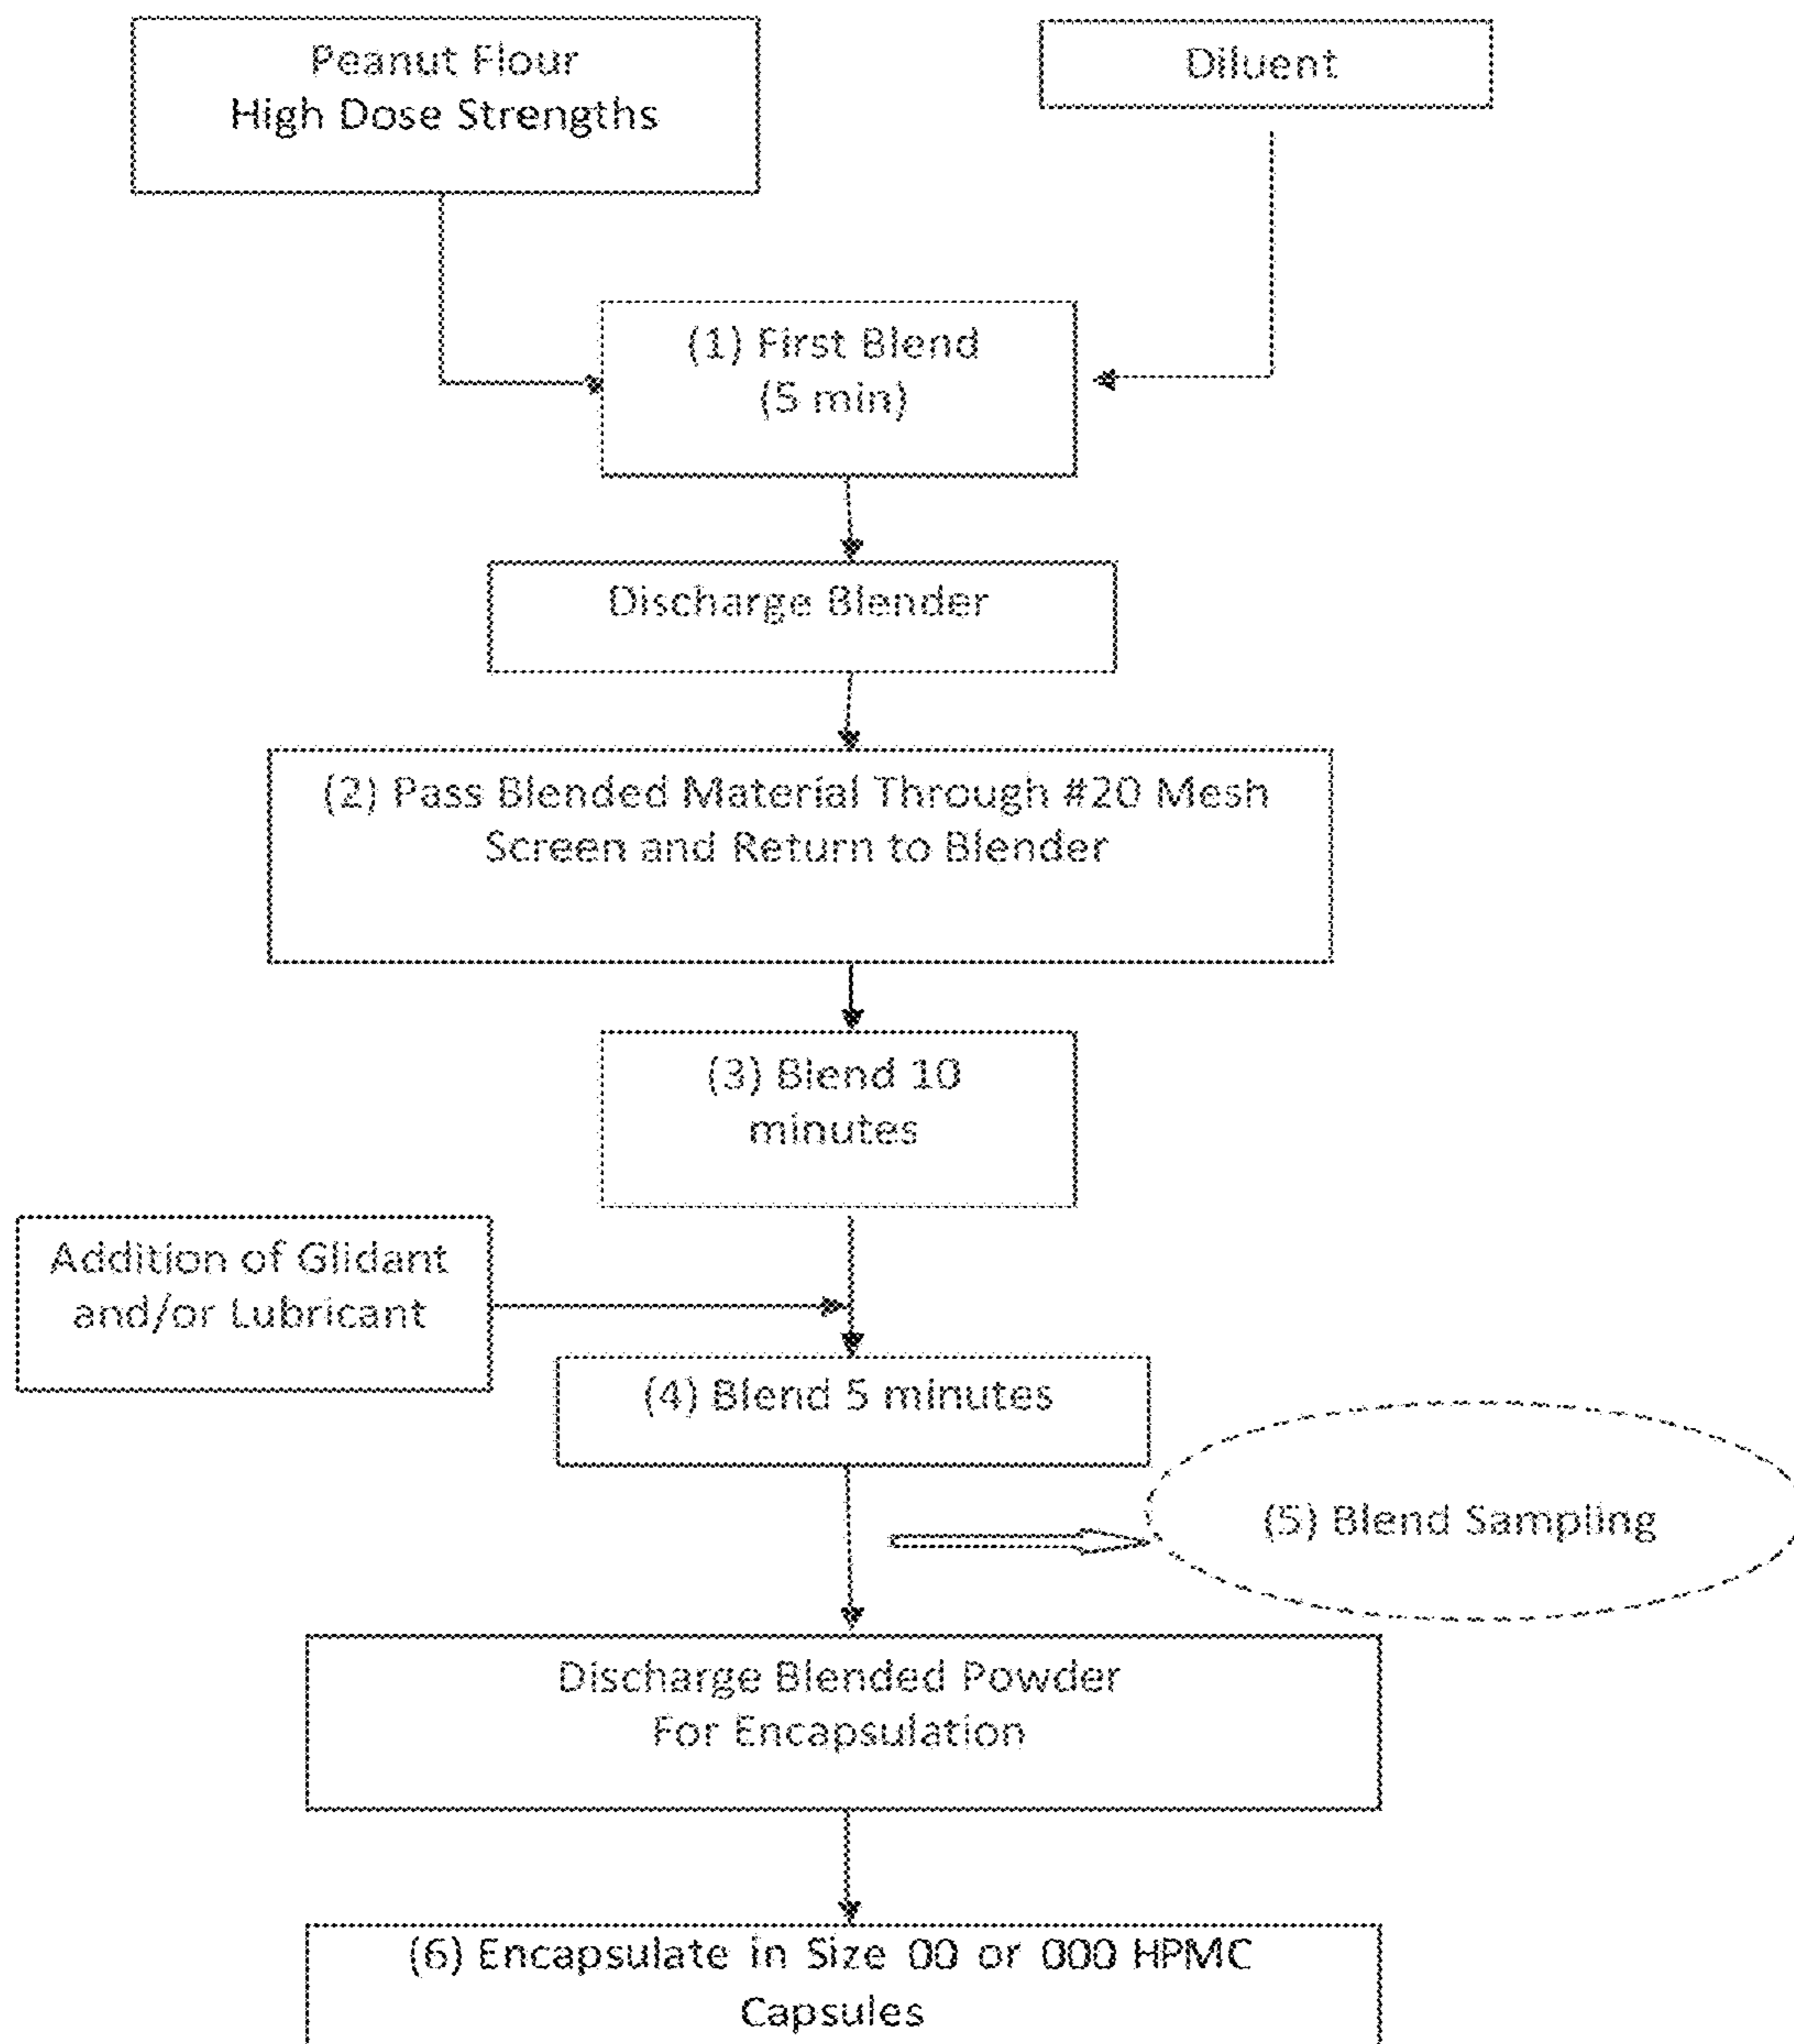 Peanut Flour
High Dose Strengths
Diluent
(1) First Blend
(5 min)
Discharge Blender
(2) Pass Blended Material Through #20 Mesh
Screen and Return to Blender
(3) Blend 10
minutes
Addition of Glidant
and/or Lubricant
(4) Blend 5 minutes
(5) Blend Sampling
Discharge Blended Powder
For Encapsulation
(6) Encapsulate in Size 00 or 000 HPMC
Capsules